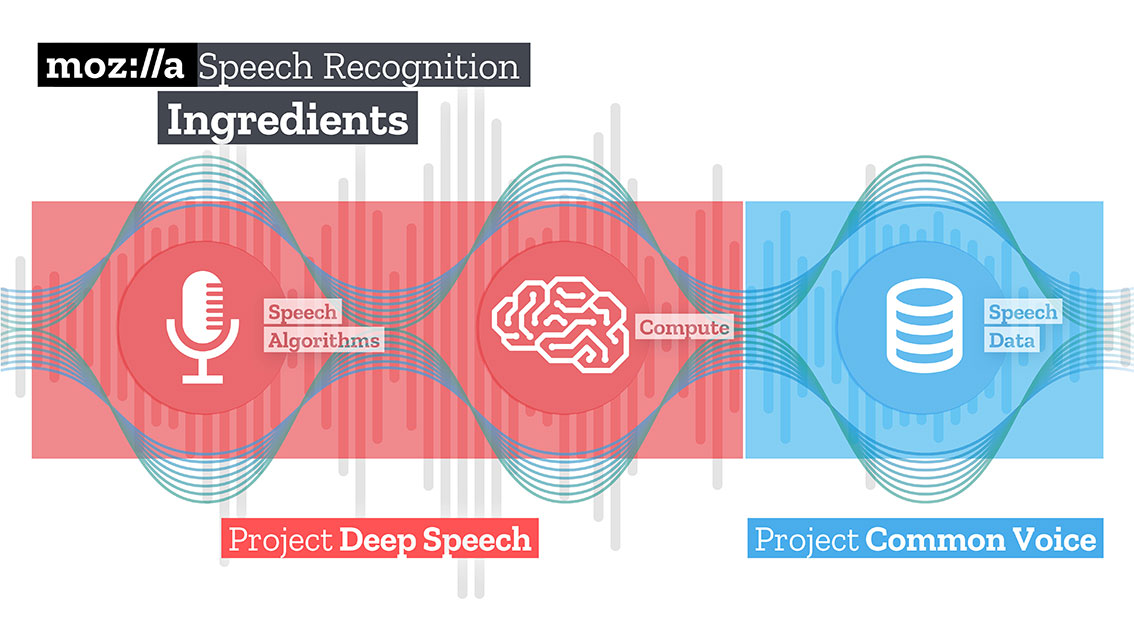 moz://a Speech Recognition
Ingredients
Speech
Algorithms
Compute
Speech
Data
Project Deep Speech
Project Common Voice